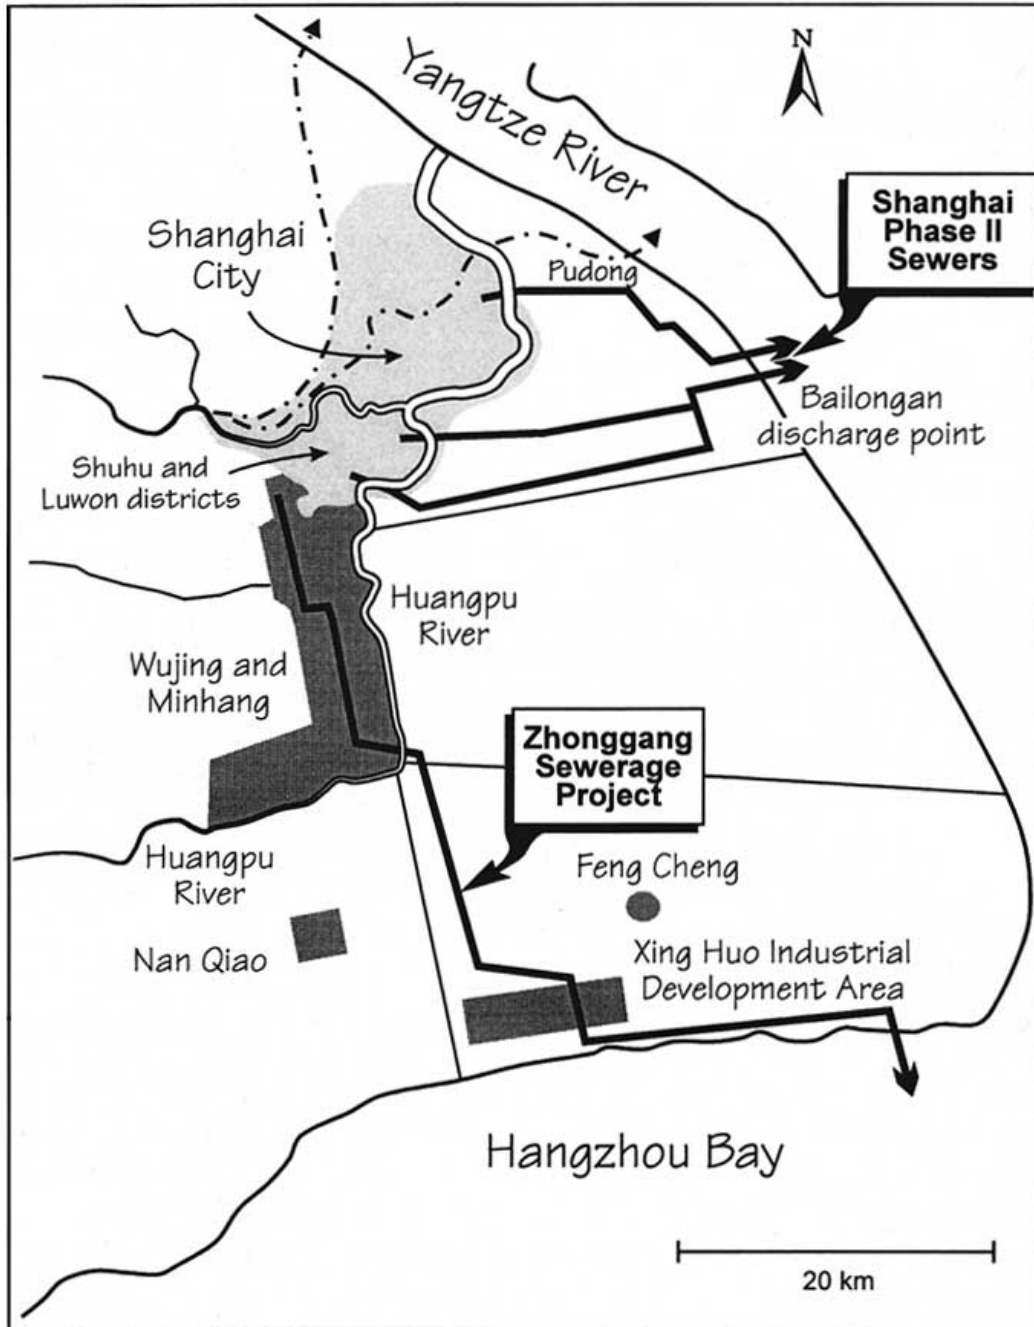 N
Yangtze River
Shanghai
Phase II
Sewers
Shanghai
City
Pudong
Bailongan
discharge point
Shuhu and
Luwon districts
Huangpu
River
Wujing and
Minhang
Zhonggang
Sewerage
Project
Huangpu
River
Feng Cheng
Nan Qiao
Xing Huo Industrial
Development Area
Hangzhou Bay
20 km